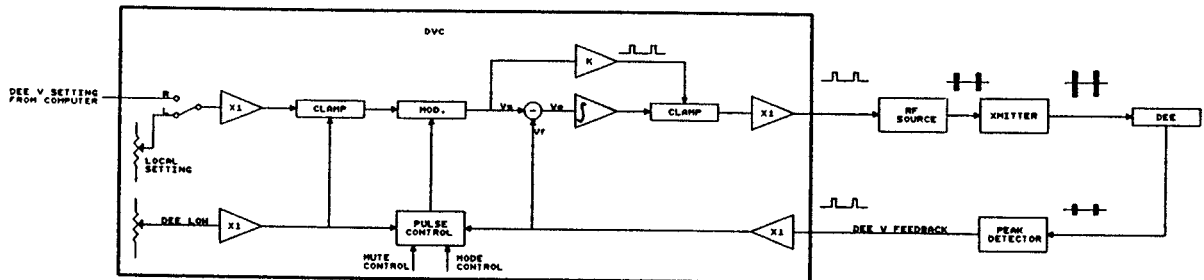 DVC
DEE V SETTING
FROM COMPUTER
R
L
X1
CLAMP
MOD.
K
Vs
-
Ve
Vf
∫
CLAMP
X1
RF
SOURCE
XMITTER
DEE
LOCAL
SETTING
DEE LOW
X1
PULSE
CONTROL
MUTE
CONTROL
MODE
CONTROL
X1
DEE V FEEDBACK
PEAK
DETECTOR